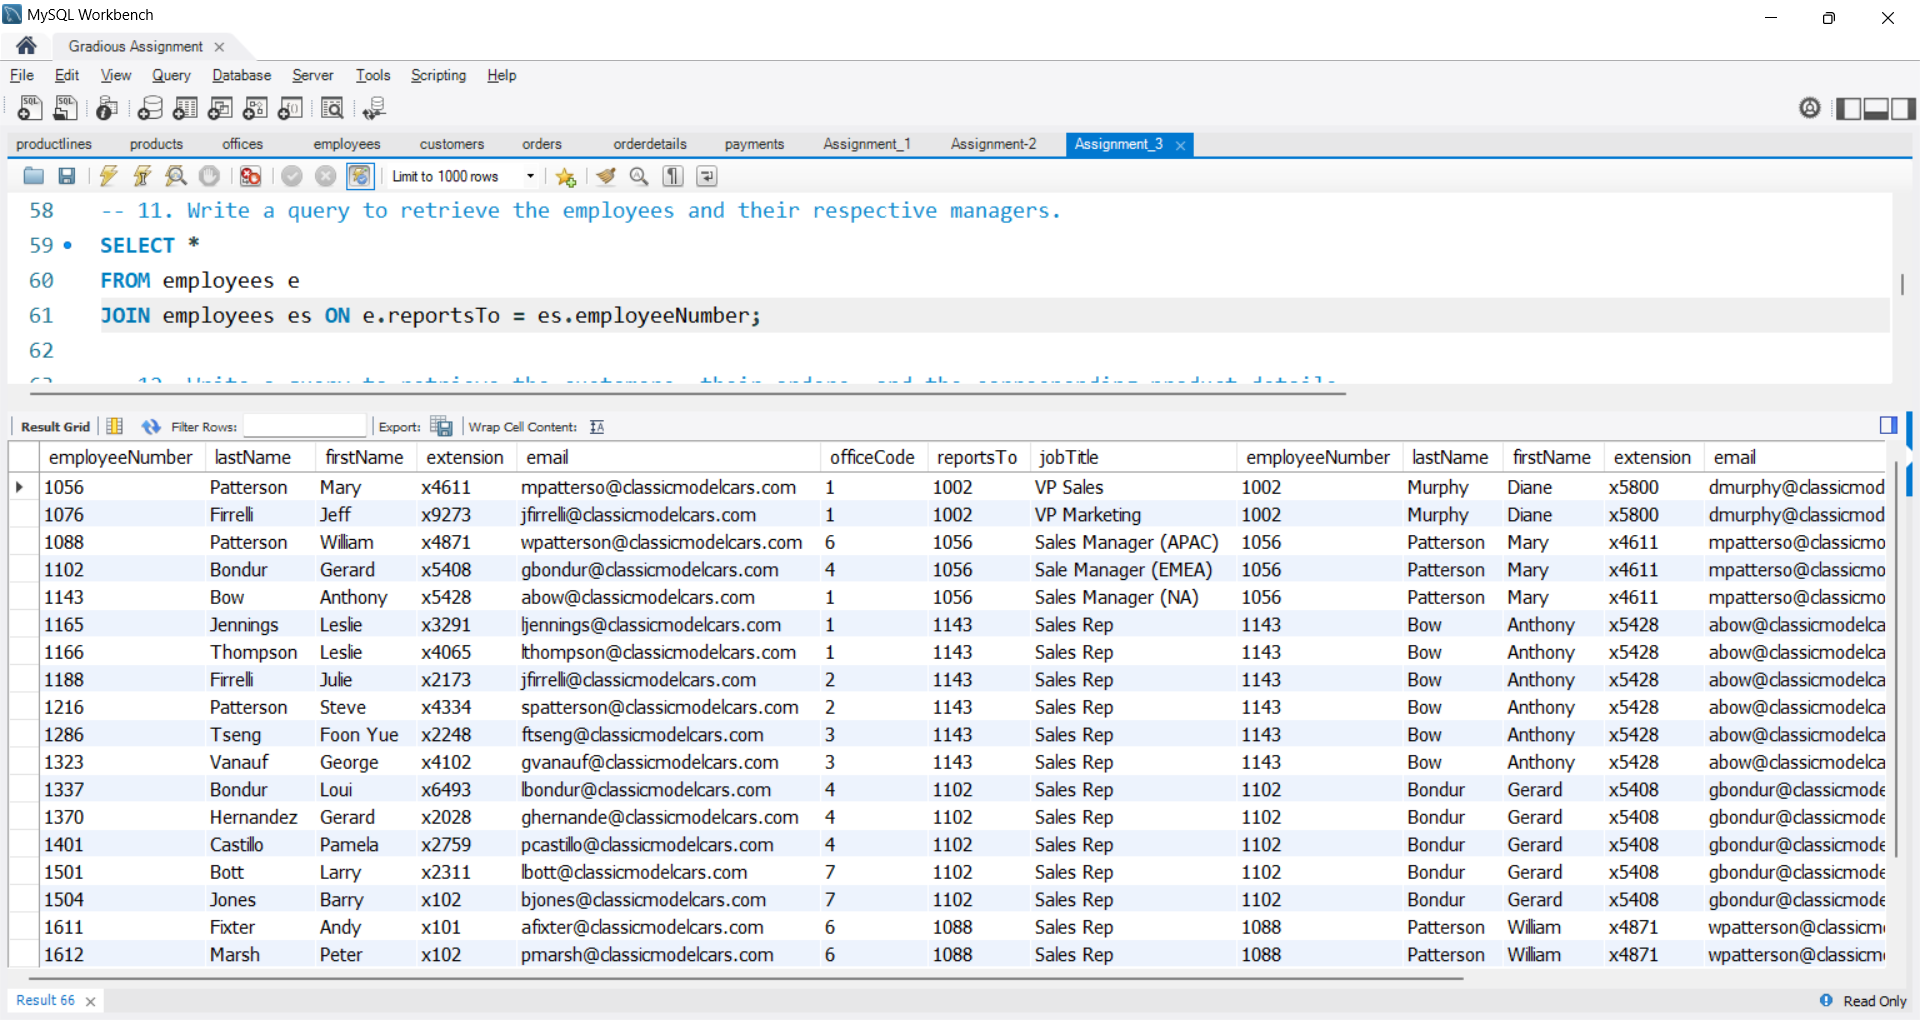 MySQL Workbench
Gradious Assignment
File Edit View Query Database Server Tools Scripting Help
productlines products offices employees customers orders orderdetails payments Assignment_1 Assignment-2 Assignment_3
Limit to 1000 rows
58 -- 11. Write a query to retrieve the employees and their respective managers.
59 SELECT *
60 FROM employees e
61 JOIN employees es ON e.reportsTo = es.employeeNumber;
62
Result Grid Filter Rows: Export: Wrap Cell Content:
employeeNumber lastName firstName extension email officeCode reportsTo jobTitle employeeNumber lastName firstName extension email
1056 Patterson Mary x4611 mpatterso@classicmodelcars.com 1 1002 VP Sales 1002 Murphy Diane x5800 dmurphy@classicmod
1076 Firrelli Jeff x9273 jfirrelli@classicmodelcars.com 1 1002 VP Marketing 1002 Murphy Diane x5800 dmurphy@classicmod
1088 Patterson William x4871 wpatterson@classicmodelcars.com 6 1056 Sales Manager (APAC) 1056 Patterson Mary x4611 mpatterso@classicmo
1102 Bondur Gerard x5408 gbondur@classicmodelcars.com 4 1056 Sale Manager (EMEA) 1056 Patterson Mary x4611 mpatterso@classicmo
1143 Bow Anthony x5428 abow@classicmodelcars.com 1 1056 Sales Manager (NA) 1056 Patterson Mary x4611 mpatterso@classicmo
1165 Jennings Leslie x3291 ljennings@classicmodelcars.com 1 1143 Sales Rep 1143 Bow Anthony x5428 abow@classicmodelca
1166 Thompson Leslie x4065 lthompson@classicmodelcars.com 1 1143 Sales Rep 1143 Bow Anthony x5428 abow@classicmodelca
1188 Firrelli Julie x2173 jfirrelli@classicmodelcars.com 2 1143 Sales Rep 1143 Bow Anthony x5428 abow@classicmodelca
1216 Patterson Steve x4334 spatterson@classicmodelcars.com 2 1143 Sales Rep 1143 Bow Anthony x5428 abow@classicmodelca
1286 Tseng Foon Yue x2248 ftseng@classicmodelcars.com 3 1143 Sales Rep 1143 Bow Anthony x5428 abow@classicmodelca
1323 Vanauf George x4102 gvanauf@classicmodelcars.com 3 1143 Sales Rep 1143 Bow Anthony x5428 abow@classicmodelca
1337 Bondur Loui x6493 lbondur@classicmodelcars.com 4 1102 Sales Rep 1102 Bondur Gerard x5408 gbondur@classicmode
1370 Hernandez Gerard x2028 ghernande@classicmodelcars.com 4 1102 Sales Rep 1102 Bondur Gerard x5408 gbondur@classicmode
1401 Castillo Pamela x2759 pcastillo@classicmodelcars.com 4 1102 Sales Rep 1102 Bondur Gerard x5408 gbondur@classicmode
1501 Bott Larry x2311 lbott@classicmodelcars.com 7 1102 Sales Rep 1102 Bondur Gerard x5408 gbondur@classicmode
1504 Jones Barry x102 bjones@classicmodelcars.com 7 1102 Sales Rep 1102 Bondur Gerard x5408 gbondur@classicmode
1611 Fixter Andy x101 afixter@classicmodelcars.com 6 1088 Sales Rep 1088 Patterson William x4871 wpatterson@classicm
1612 Marsh Peter x102 pmarsh@classicmodelcars.com 6 1088 Sales Rep 1088 Patterson William x4871 wpatterson@classicm
Result 66 Read Only